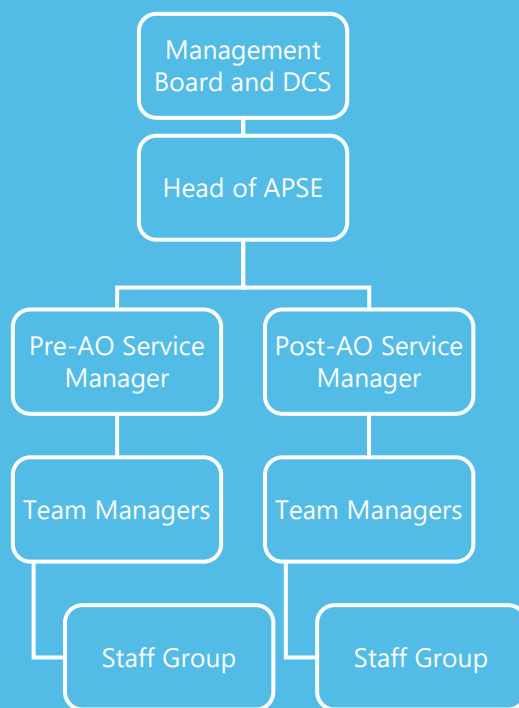 Management
Board and DCS
Head of APSE
Pre-AO Service
Manager
Post-AO Service
Manager
Team Managers
Team Managers
Staff Group
Staff Group